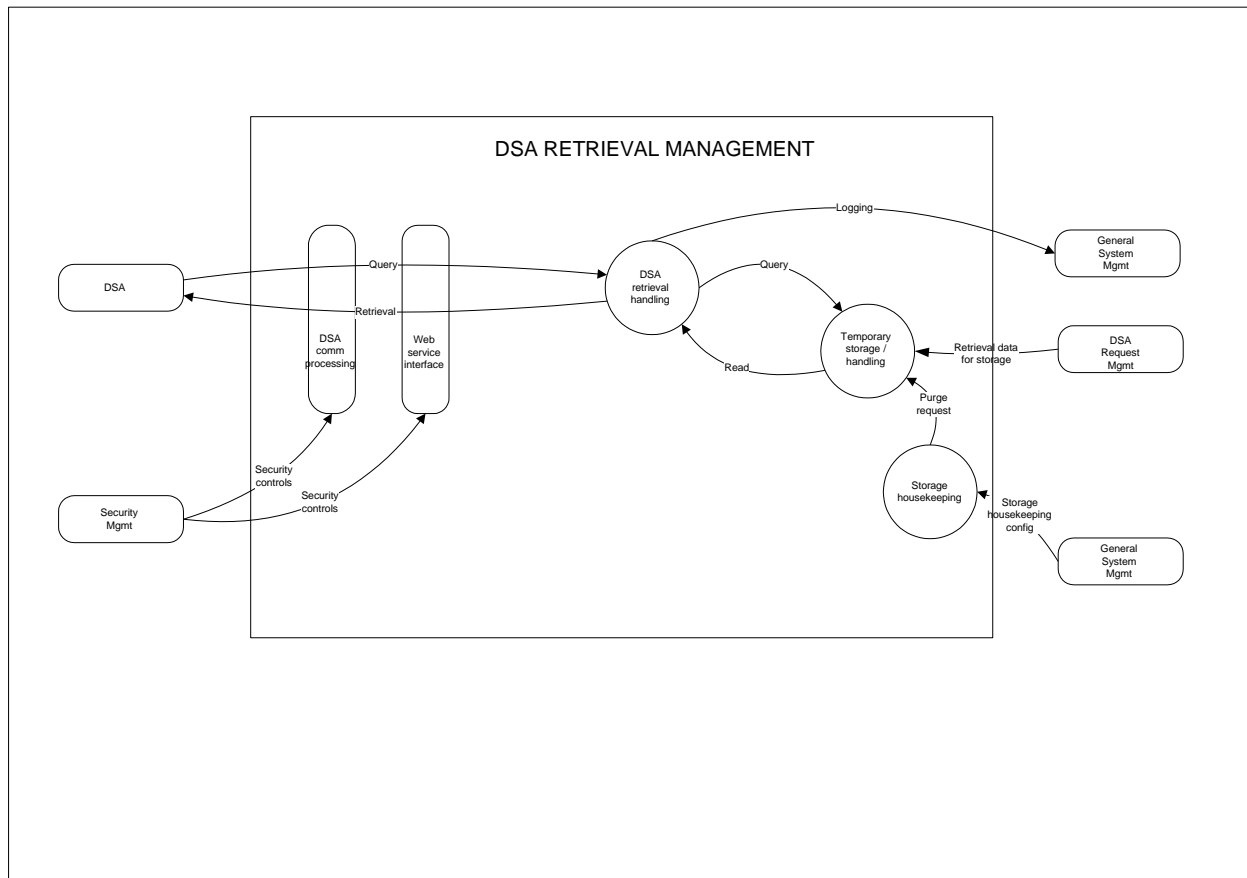 DSA RETRIEVAL MANAGEMENT
Logging
General
System
Mgmt
DSA
Query
Retrieval
DSA
comm
processing
Web
service
interface
DSA
retrieval
handling
Query
Read
Temporary
storage /
handling
Retrieval data
for storage
DSA
Request
Mgmt
Purge
request
Security
controls
Security
controls
Security
Mgmt
Storage
housekeeping
Storage
housekeeping
config
General
System
Mgmt